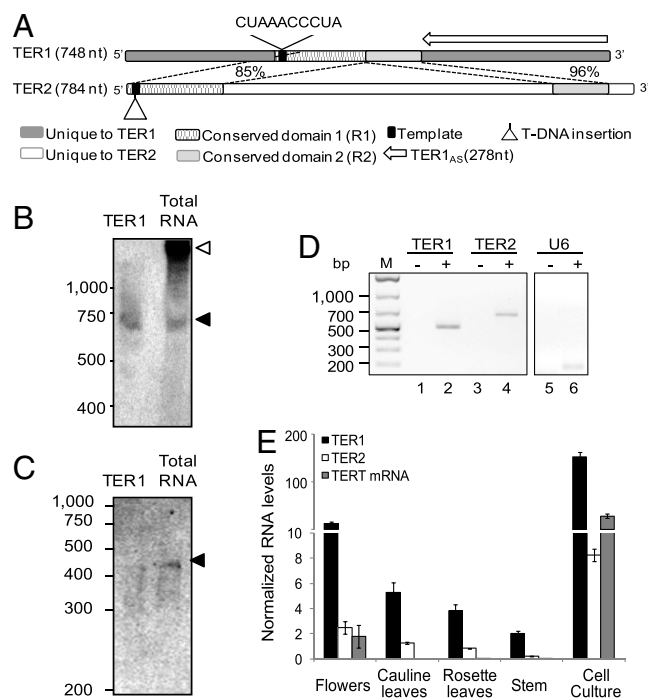 A
CUAAACCCUA
TER1 (748 nt) 5' 3'
85% 96%
TER2 (784 nt) 5' 3'
Unique to TER1 Conserved domain 1 (R1) Template T-DNA insertion
Unique to TER2 Conserved domain 2 (R2) TER1AS(278nt)
B
TER1 Total RNA
1,000
750
500
400
C
TER1 Total RNA
1,000
750
500
400
300
200
D
TER1 TER2 U6
bp M - + - + - +
1,000
700
500
300
200
1 2 3 4 5 6
E
Normalized RNA levels
200
100
10
8
6
4
2
0
TER1
TER2
TERT mRNA
Flowers Cauline leaves Rosette leaves Stem Cell Culture